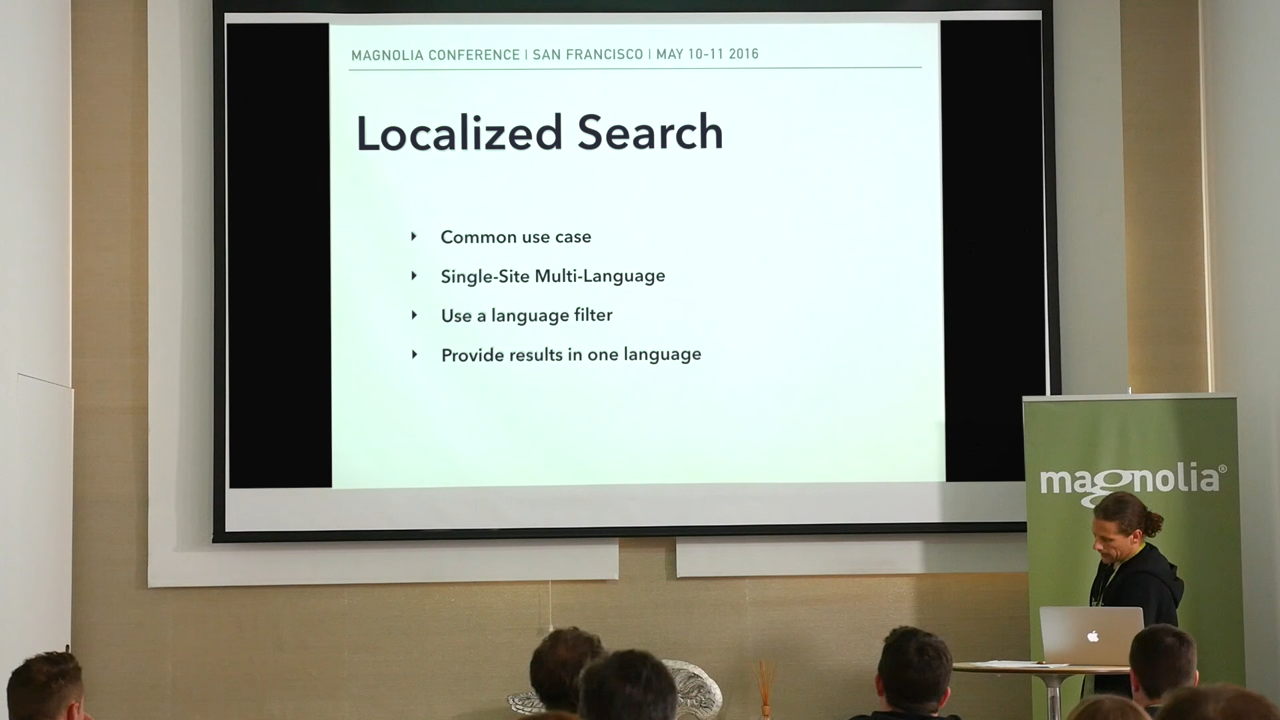 MAGNOLIA CONFERENCE | SAN FRANCISCO | MAY 10-11 2016
Localized Search
Common use case
Single-Site Multi-Language
Use a language filter
Provide results in one language
magnolia®